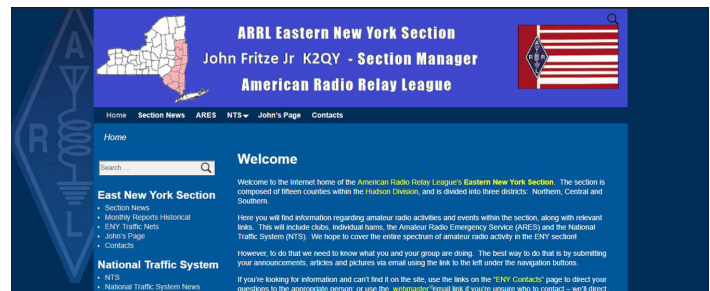 ARRL Eastern New York Section
John Fritze Jr K2QY - Section Manager
American Radio Relay League
A
R R
L
Home Section News ARES NTS John's Page Contacts
Home
Search …
East New York Section
Section News
Monthly Reports Historical
ENY Traffic Nets
John's Page
Contacts
National Traffic System
NTS
National Traffic System News
Welcome
Welcome to the Internet home of the American Radio Relay League's Eastern New York Section. The section is
composed of fifteen counties within the Hudson Division, and is divided into three districts: Northern, Central and
Southern.
Here you will find information regarding amateur radio activities and events within the section, along with relevant
links. This will include clubs, individual hams, the Amateur Radio Emergency Service (ARES) and the National
Traffic System (NTS). We hope to cover the entire spectrum of amateur radio activity in the ENY section!
However, to do that we need to know what you and your group are doing. The best way to do that is by submitting
your announcements, articles and pictures via email using the link to the left under the navigation buttons.
If you're looking for information and can't find it on the site, use the links on the "ENY Contacts" page to direct your
questions to the appropriate person, or use the webmaster email link if you're unsure who to contact – we'll direct
A
R
L